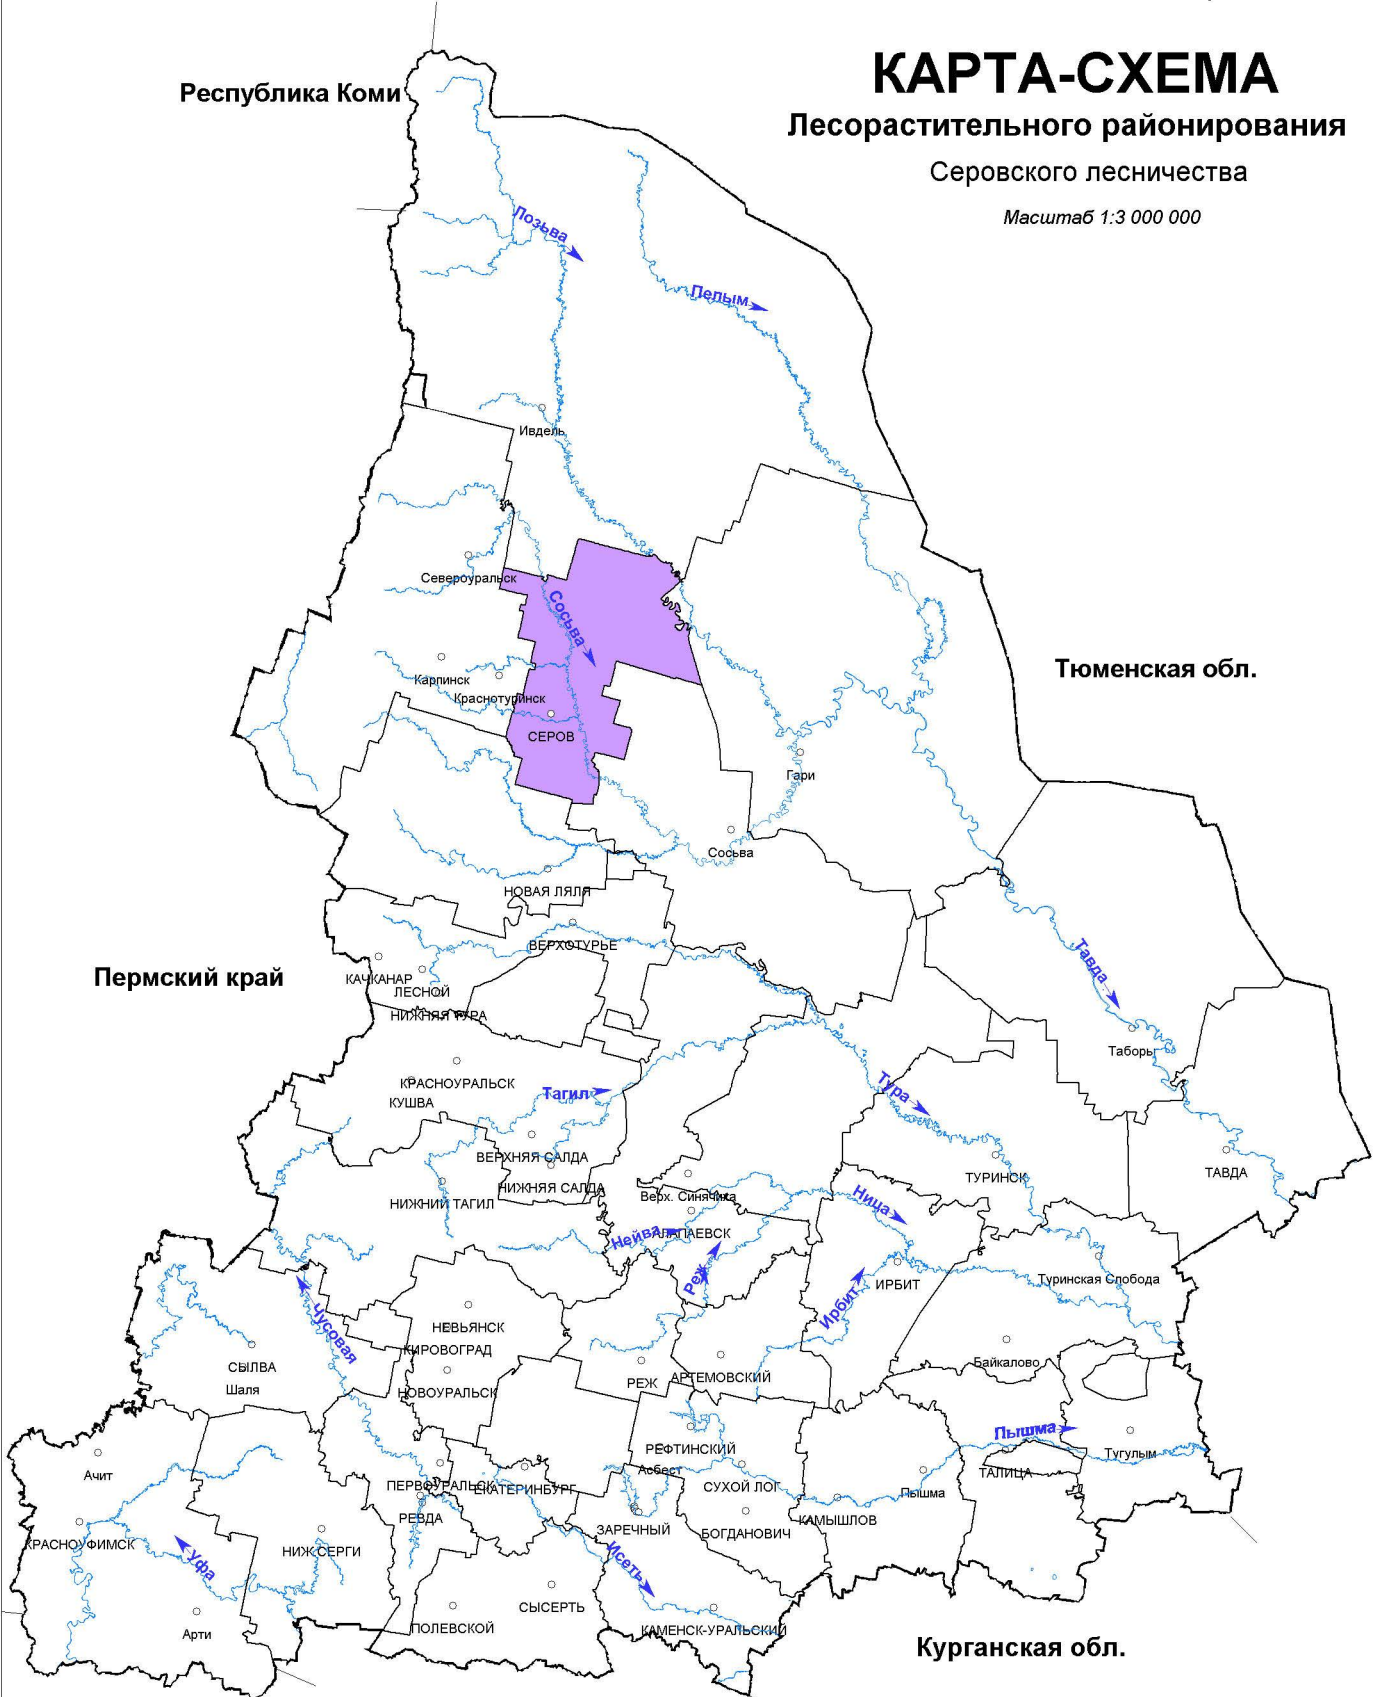 КАРТА-СХЕМА
Лесорастительного районирования
Серовского лесничества
Масштаб 1:3 000 000
Республика Коми
Лозьва
Пелым
Ивдель
Североуральск
Сосьва
Карпинск
Краснотурьинск
СЕРОВ
Тюменская обл.
Гари
Сосьва
НОВАЯ ЛЯЛЯ
ВЕРХОТУРЬЕ
Тавда
Пермский край
КАЧКАНАР
ЛЕСНОЙ
НИЖНЯЯ ТУРА
Таборы
КРАСНОУРАЛЬСК
КУШВА
Тагил
Тура
ВЕРХНЯЯ САЛДА
НИЖНЯЯ САЛДА
НИЖНИЙ ТАГИЛ
Верх. Синячиха
АЛАПАЕВСК
Нейва
Реж
Ница
ТУРИНСК
ТАВДА
Ирбит
ИРБИТ
Туринская Слобода
Чусовая
НЕВЬЯНСК
КИРОВОГРАД
НОВОУРАЛЬСК
СЫЛВА
Шаля
РЕЖ
АРТЕМОВСКИЙ
Байкалово
Пышма
Тугулым
ТАЛИЦА
РЕФТИНСКИЙ
Асбест
СУХОЙ ЛОГ
Пышма
Ачит
ПЕРВОУРАЛЬСК
ЕКАТЕРИНБУРГ
РЕВДА
ЗАРЕЧНЫЙ
БОГДАНОВИЧ
КАМЫШЛОВ
КРАСНОУФИМСК
Уфа
НИЖ.СЕРГИ
Исеть
СЫСЕРТЬ
ПОЛЕВСКОЙ
КАМЕНСК-УРАЛЬСКИЙ
Арти
Курганская обл.